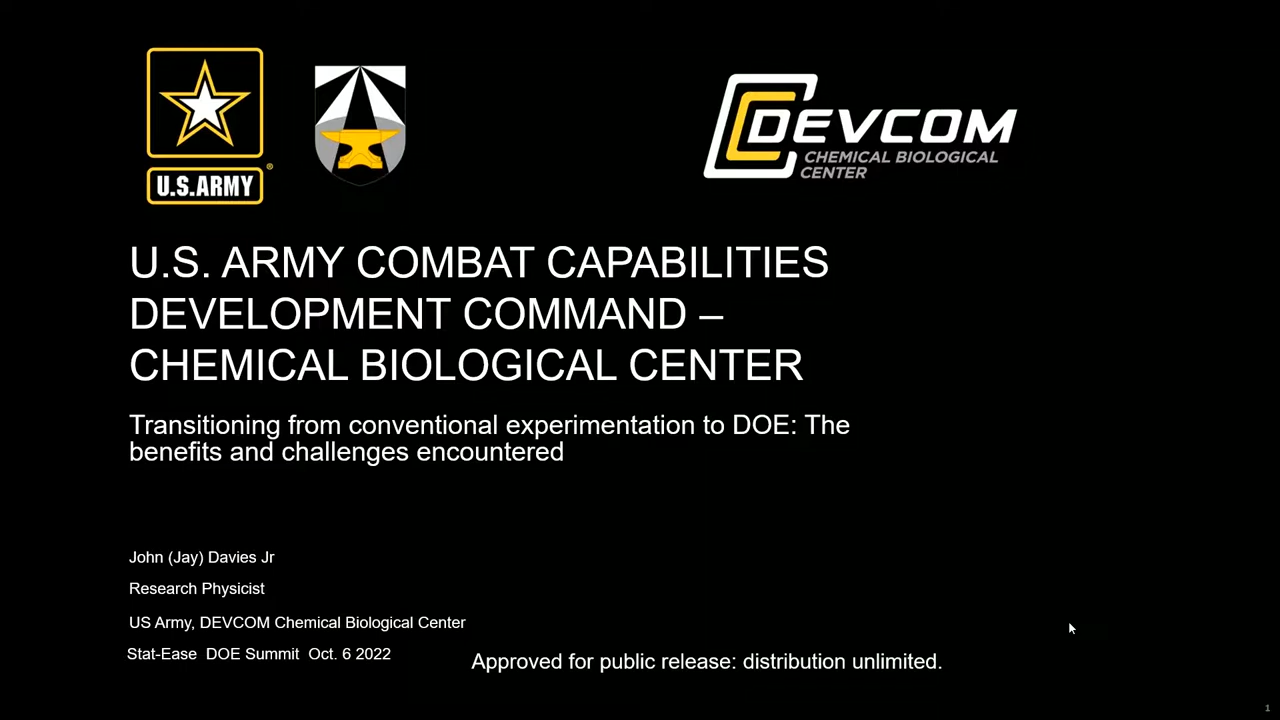 U.S.ARMY
®
DEVCOM
CHEMICAL BIOLOGICAL
CENTER
U.S. ARMY COMBAT CAPABILITIES
DEVELOPMENT COMMAND –
CHEMICAL BIOLOGICAL CENTER
Transitioning from conventional experimentation to DOE: The
benefits and challenges encountered
John (Jay) Davies Jr
Research Physicist
US Army, DEVCOM Chemical Biological Center
Stat-Ease DOE Summit Oct. 6 2022
Approved for public release: distribution unlimited.
1